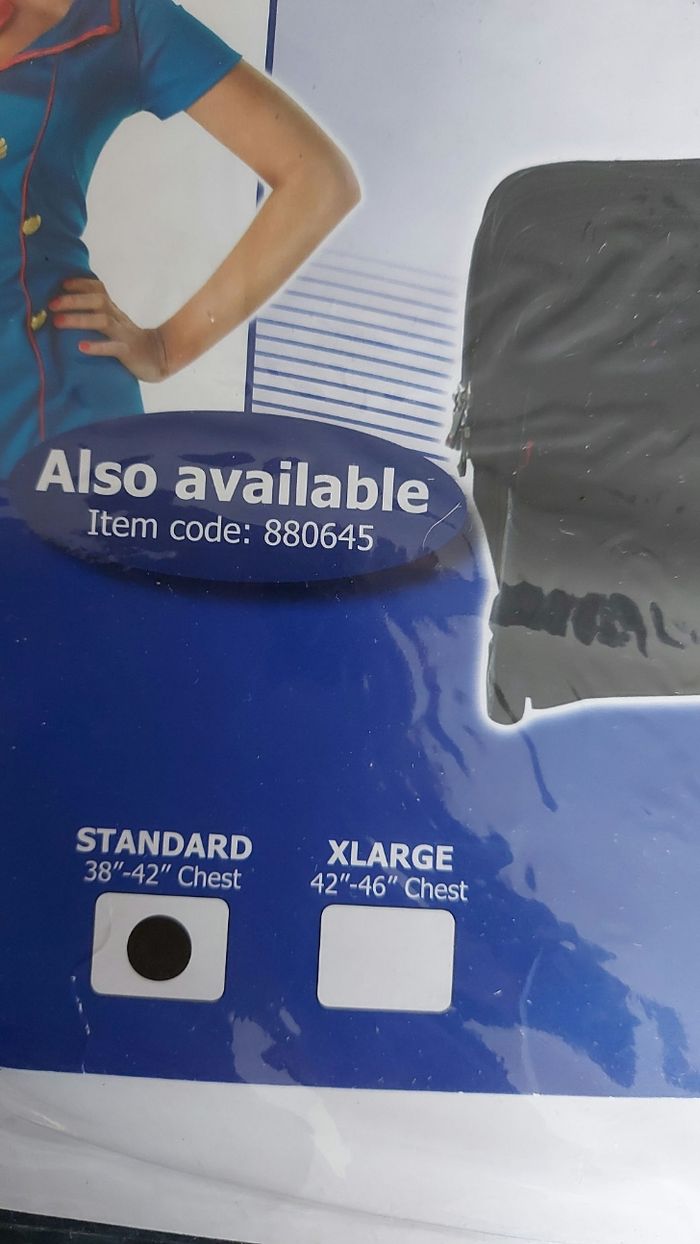 Also available
Item code: 880645
STANDARD
38"-42" Chest
XLARGE
42"-46" Chest